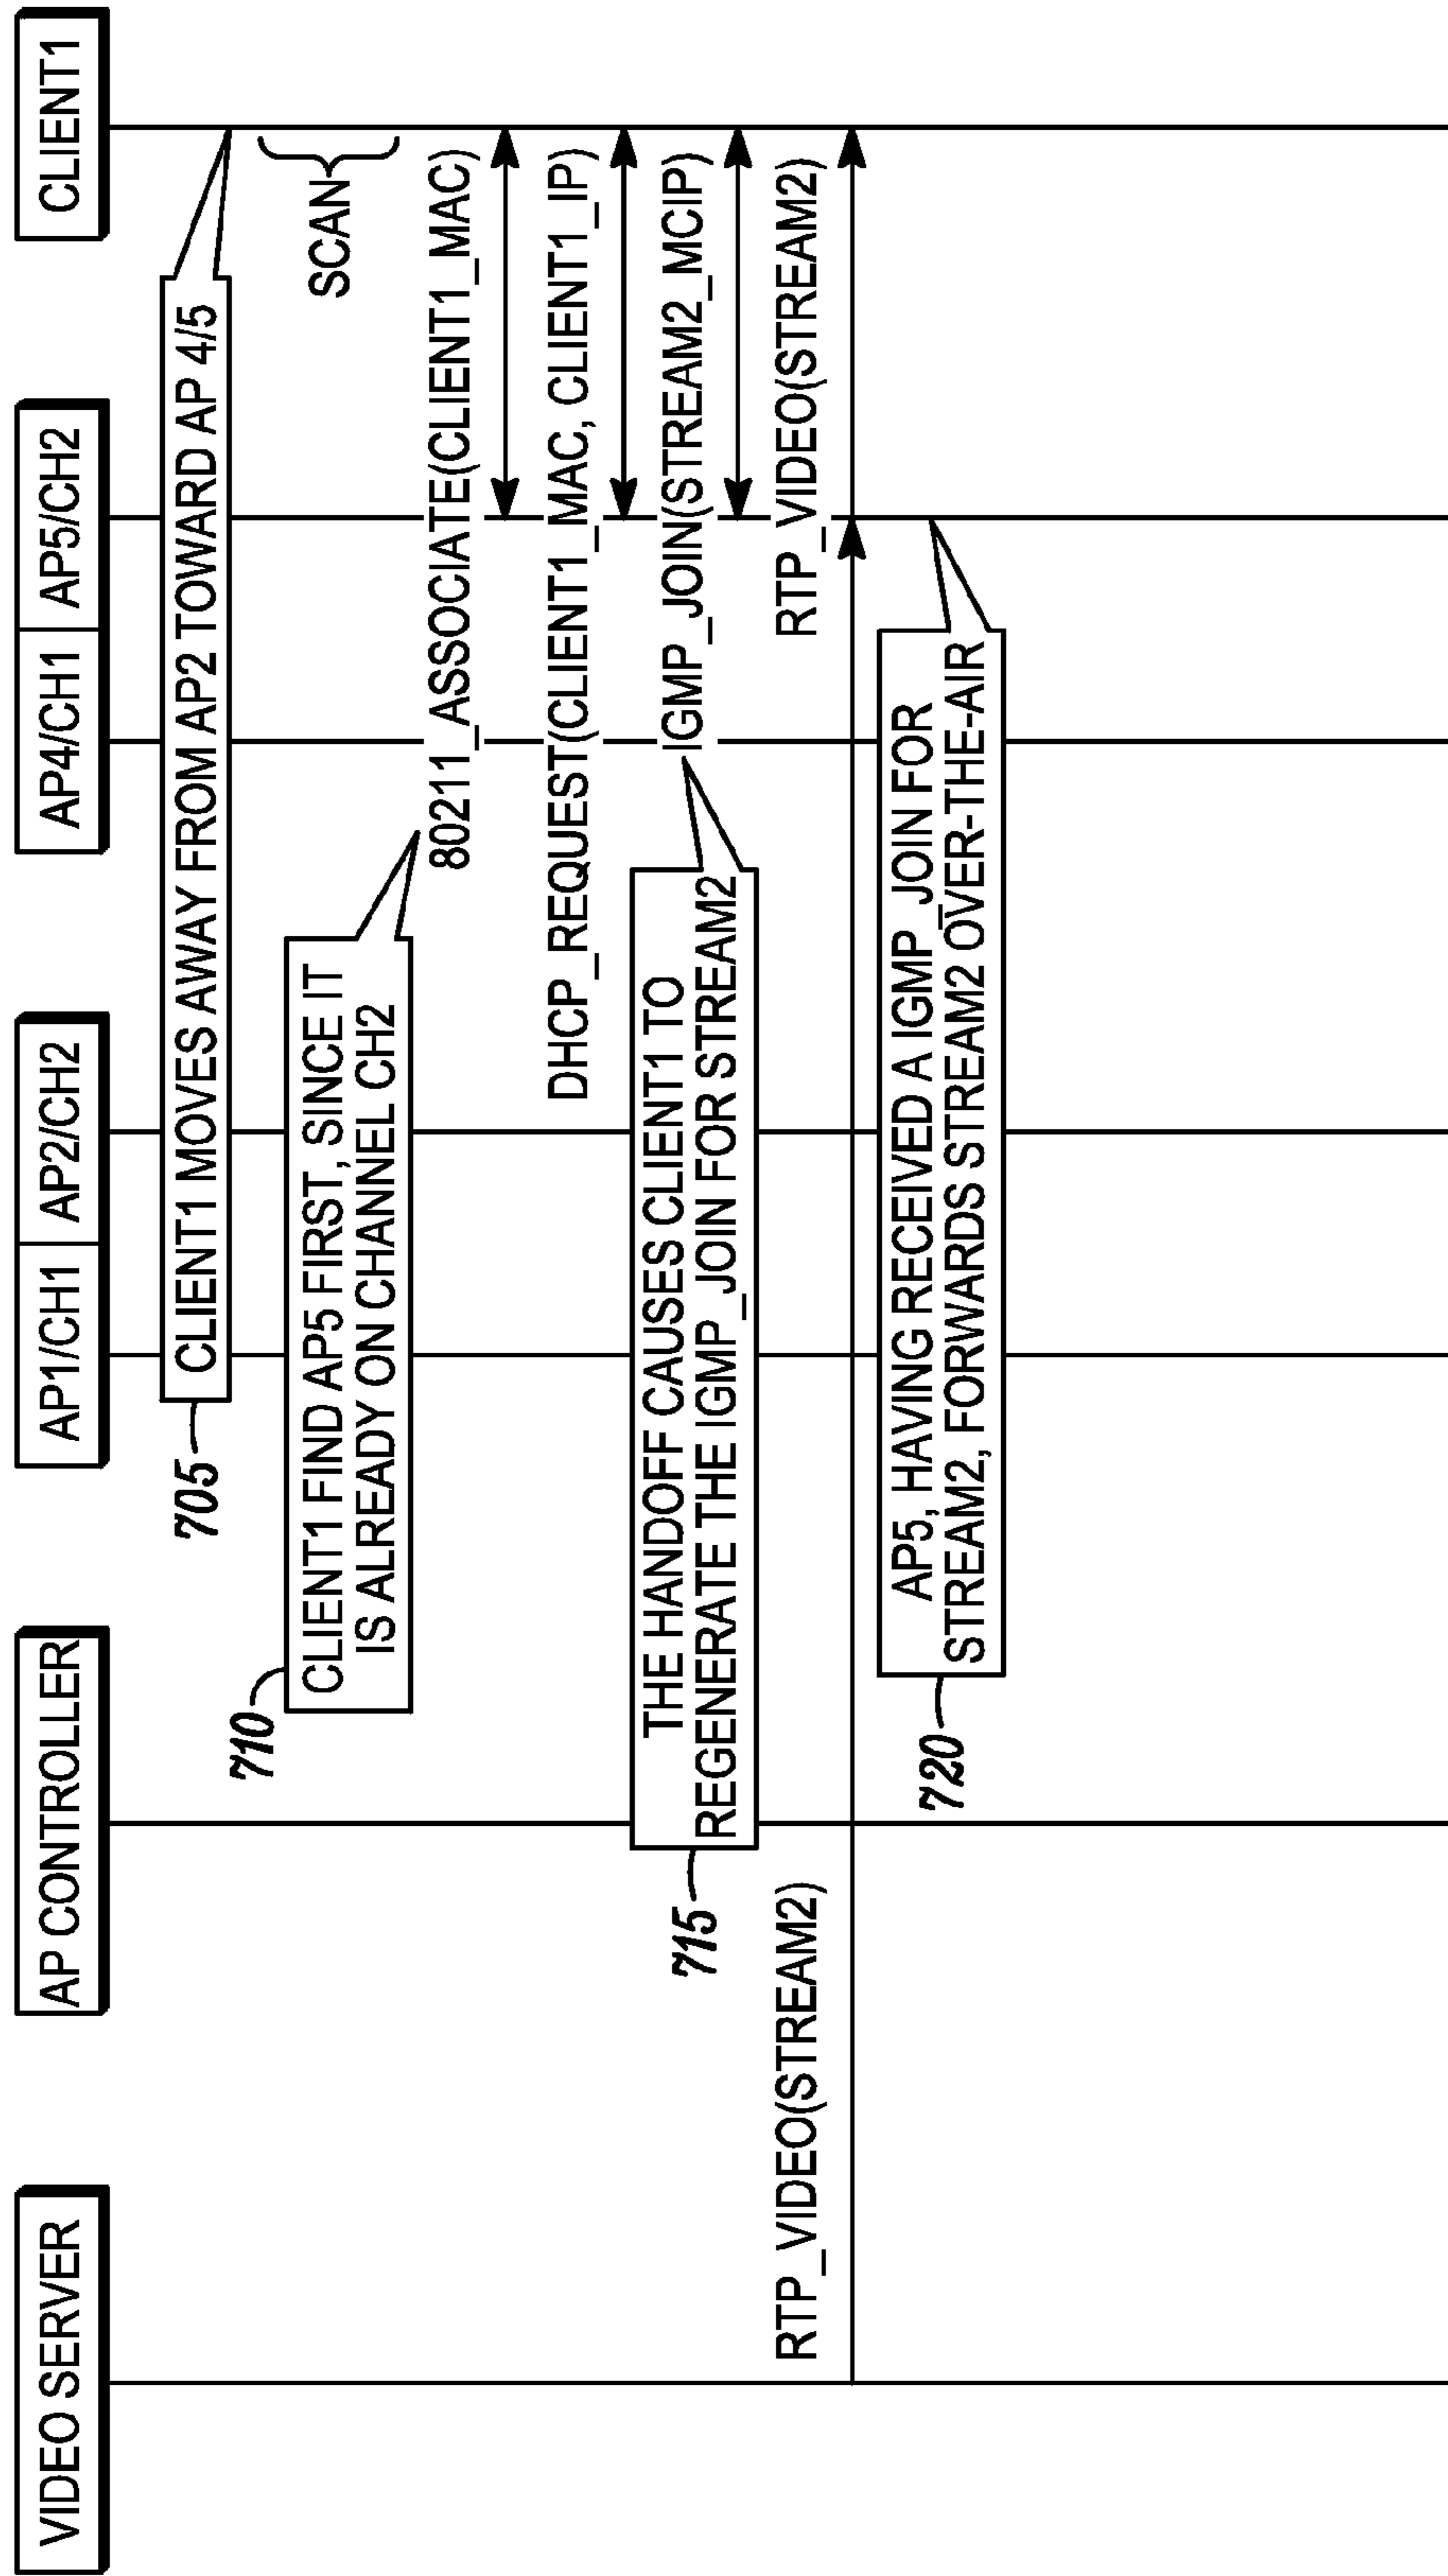 VIDEO SERVER
AP CONTROLLER
AP1/CH1
AP2/CH2
AP4/CH1
AP5/CH2
CLIENT1
705
CLIENT1 MOVES AWAY FROM AP2 TOWARD AP 4/5
SCAN
710
CLIENT1 FIND AP5 FIRST, SINCE IT
IS ALREADY ON CHANNEL CH2
80211_ASSOCIATE(CLIENT1_MAC)
DHCP_REQUEST(CLIENT1_MAC, CLIENT1_IP)
715
THE HANDOFF CAUSES CLIENT1 TO
REGENERATE THE IGMP_JOIN FOR STREAM2
IGMP_JOIN(STREAM2_MCIP)
RTP_VIDEO(STREAM2)
RTP_VIDEO(STREAM2)
720
AP5, HAVING RECEIVED A IGMP_JOIN FOR
STREAM2, FORWARDS STREAM2 OVER-THE-AIR